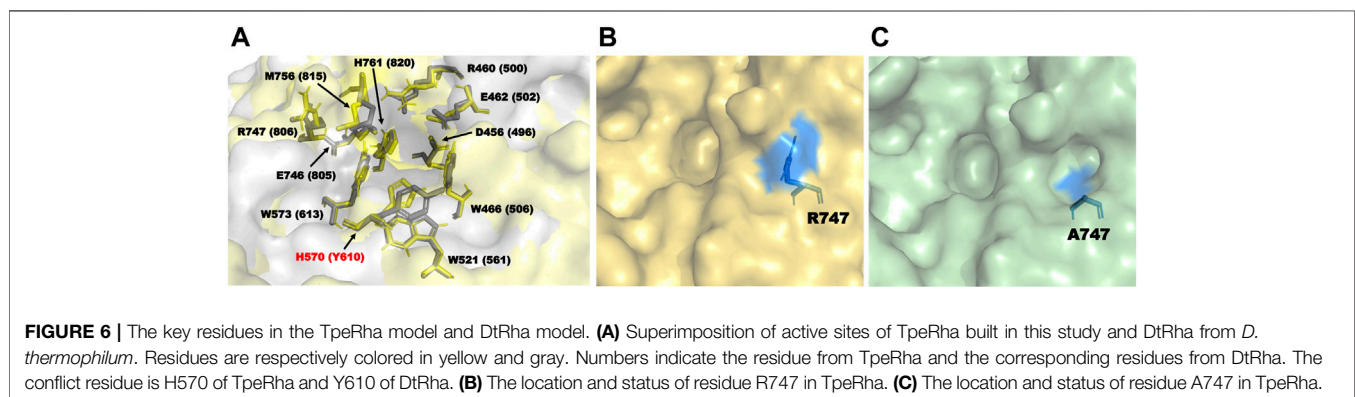 A
B
C
H761 (820)
R460 (500)
M756 (815)
E462 (502)
R747 (806)
D456 (496)
E746 (805)
W573 (613)
W466 (506)
H570 (Y610)
W521 (561)
R747
A747
FIGURE 6 | The key residues in the TpeRha model and DtRha model. (A) Superimposition of active sites of TpeRha built in this study and DtRha from D.
thermophilum. Residues are respectively colored in yellow and gray. Numbers indicate the residue from TpeRha and the corresponding residues from DtRha. The
conflict residue is H570 of TpeRha and Y610 of DtRha. (B) The location and status of residue R747 in TpeRha. (C) The location and status of residue A747 in TpeRha.